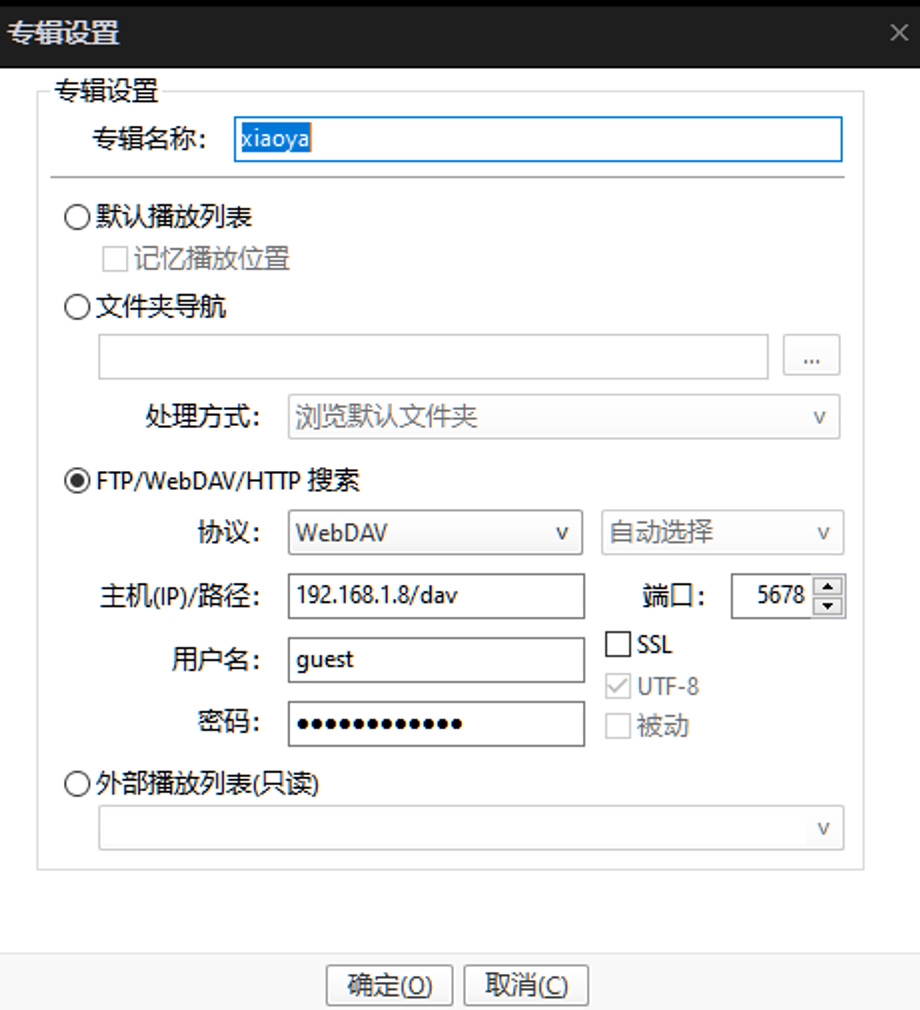 专辑设置
专辑设置
专辑名称: xiaoya
默认播放列表
记忆播放位置
文件夹导航
...
处理方式: 浏览默认文件夹
FTP/WebDAV/HTTP 搜索
协议: WebDAV 自动选择
主机(IP)/路径: 192.168.1.8/dav 端口: 5678
用户名: guest SSL
UTF-8
密码: ●●●●●●●●●●●● 被动
外部播放列表(只读)
确定(O) 取消(C)